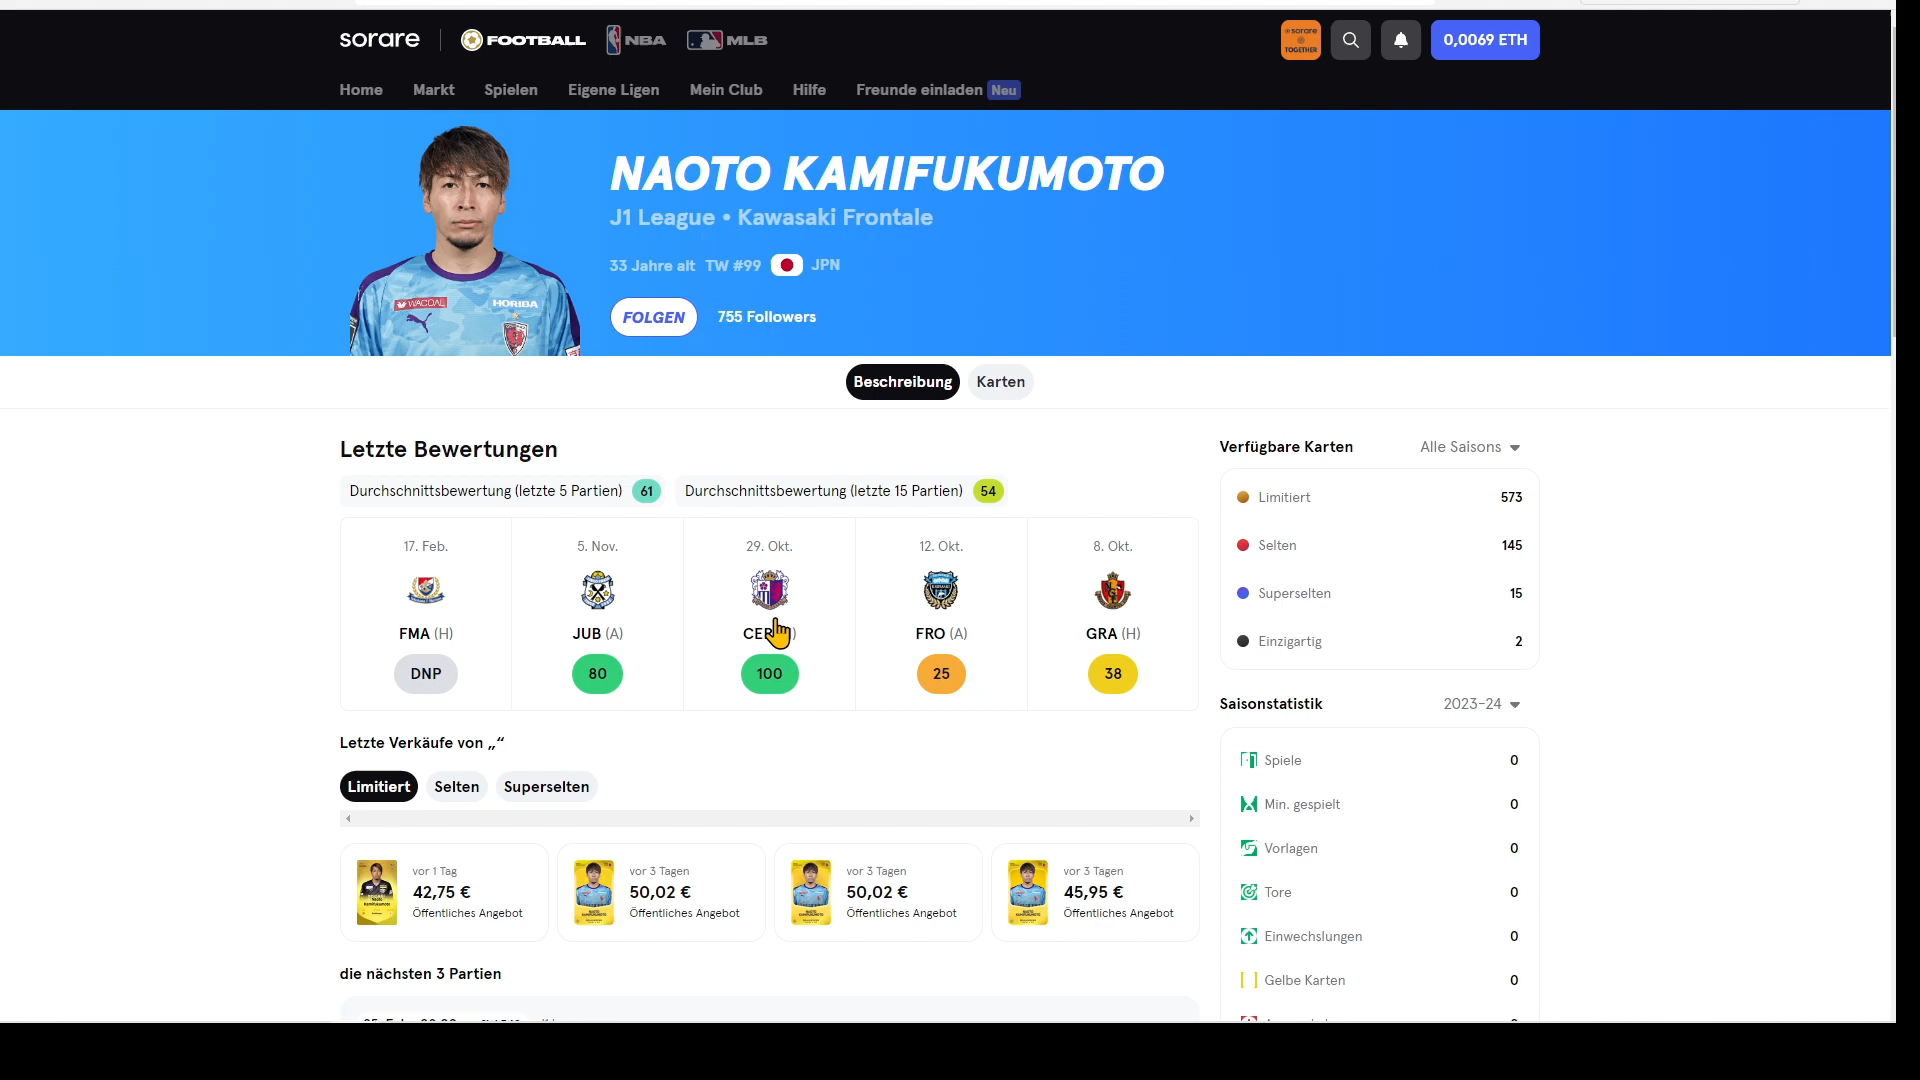 sorare
FOOTBALL
NBA
MLB
sorare
TOGETHER
0,0069 ETH
Home
Markt
Spielen
Eigene Ligen
Mein Club
Hilfe
Freunde einladen Neu
NAOTO KAMIFUKUMOTO
J1 League • Kawasaki Frontale
33 Jahre alt TW #99 JPN
FOLGEN
755 Followers
WACOAL
HORIBA
Beschreibung
Karten
Letzte Bewertungen
Durchschnittsbewertung (letzte 5 Partien) 61
Durchschnittsbewertung (letzte 15 Partien) 54
17. Feb.
5. Nov.
29. Okt.
12. Okt.
8. Okt.
FMA (H)
JUB (A)
FRO (A)
GRA (H)
DNP
80
100
25
38
Letzte Verkäufe von „“
Limitiert
Selten
Superselten
vor 1 Tag
42,75 €
Öffentliches Angebot
vor 3 Tagen
50,02 €
Öffentliches Angebot
vor 3 Tagen
50,02 €
Öffentliches Angebot
vor 3 Tagen
45,95 €
Öffentliches Angebot
die nächsten 3 Partien
Verfügbare Karten
Alle Saisons
Limitiert 573
Selten 145
Superselten 15
Einzigartig 2
Saisonstatistik
2023-24
Spiele 0
Min. gespielt 0
Vorlagen 0
Tore 0
Einwechslungen 0
Gelbe Karten 0